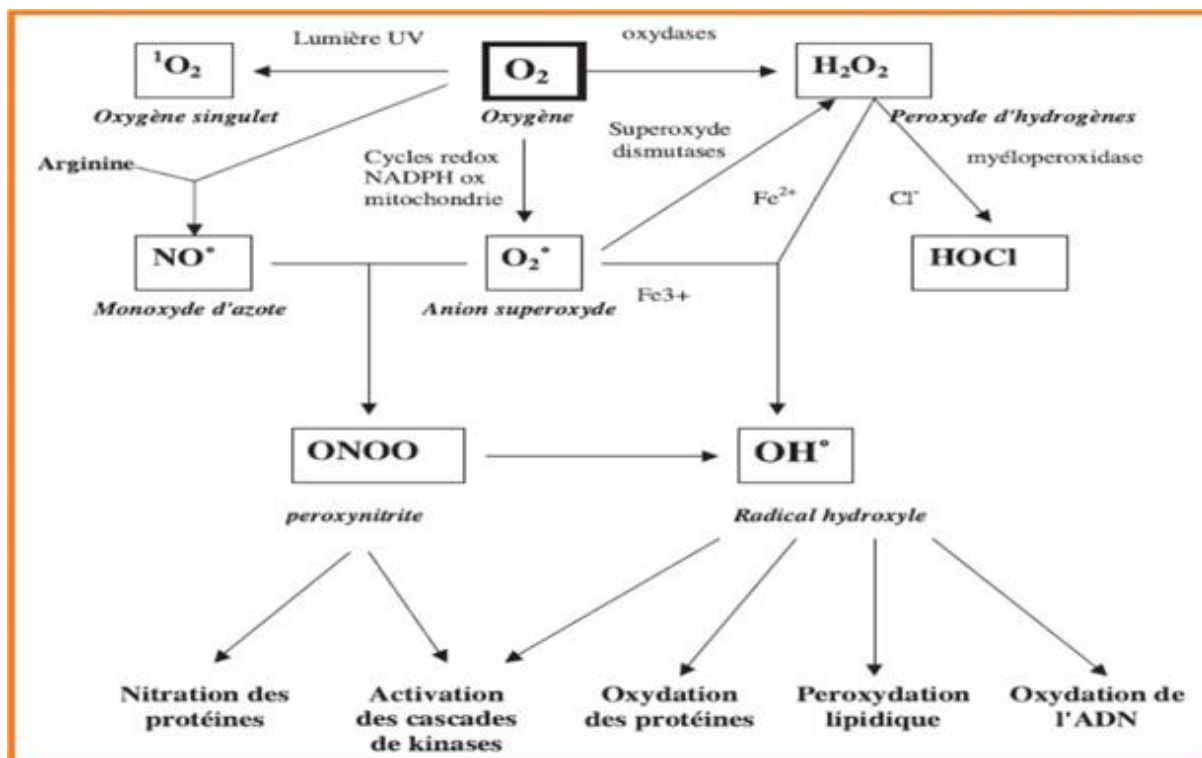 Lumière UV
oxydases
¹O₂
O₂
H₂O₂
Oxygène singulet
Oxygène
Peroxyde d'hydrogènes
Arginine
Cycles redox
NADPH ox
mitochondrie
Superoxyde
dismutases
myéloperoxidase
Fe²⁺
Cl⁻
NO°
O₂°
HOCl
Monoxyde d'azote
Anion superoxyde
Fe3+
ONOO
OH°
peroxynitrite
Radical hydroxyle
Nitration des
protéines
Activation
des cascades
de kinases
Oxydation
des protéines
Peroxydation
lipidique
Oxydation de
l'ADN